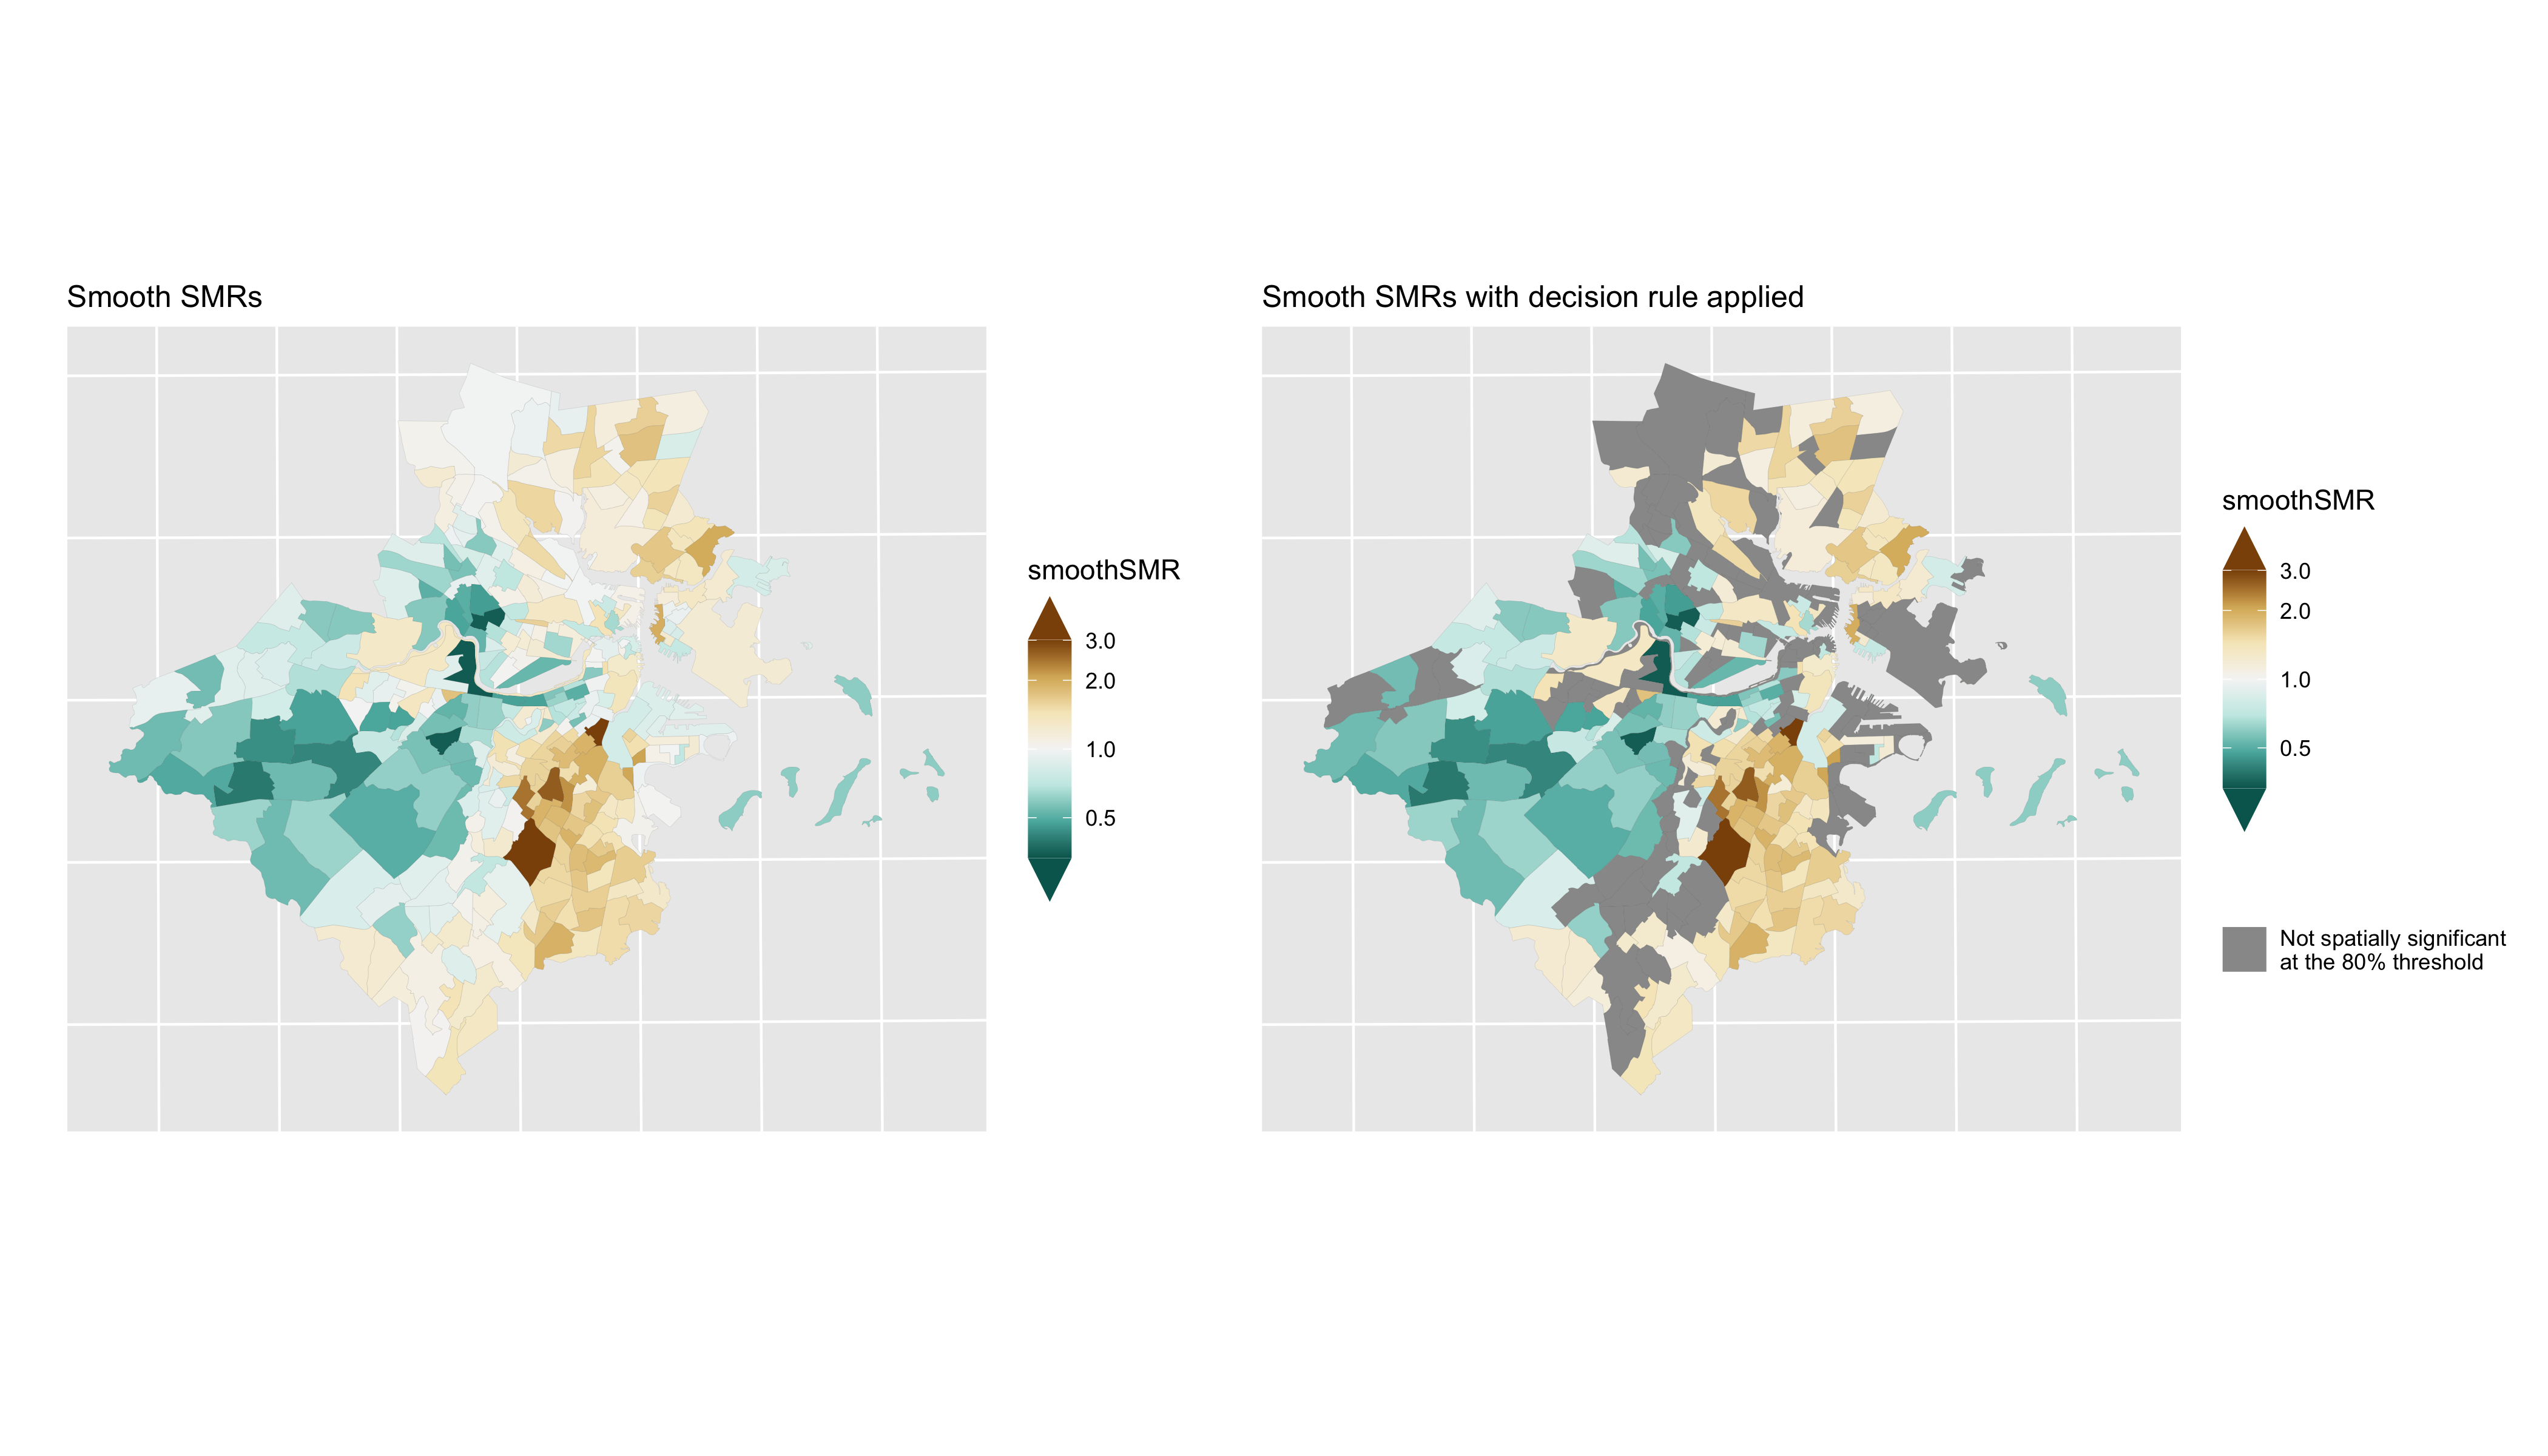 Smooth SMRs
smoothSMR
3.0
2.0
1.0
0.5
Smooth SMRs with decision rule applied
smoothSMR
3.0
2.0
1.0
0.5
Not spatially significant
at the 80% threshold